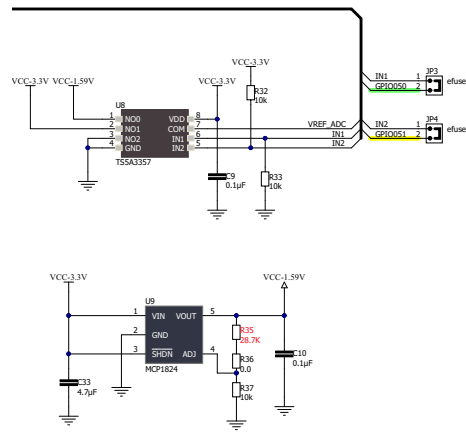 VCC-3.3V
IN1 1 JP3
GPIO050 2 efuse
VCC-3.3V VCC-1.59V VCC-3.3V
U8 R32
10k
1 NO0 VDD 8
2 NO1 COM 7 VREF_ADC IN2 1 JP4
3 NO2 IN1 6 IN1 GPIO051 2 efuse
4 GND IN2 5 IN2
TS5A3357
C9 R33
0.1µF 10k
VCC-3.3V VCC-1.59V
U9
1 VIN VOUT 5
R35
2 GND 28.7K
3 SHDN ADJ 4 R36 C10
0.0 0.1µF
MCP1824
C33 R37
4.7µF 10k